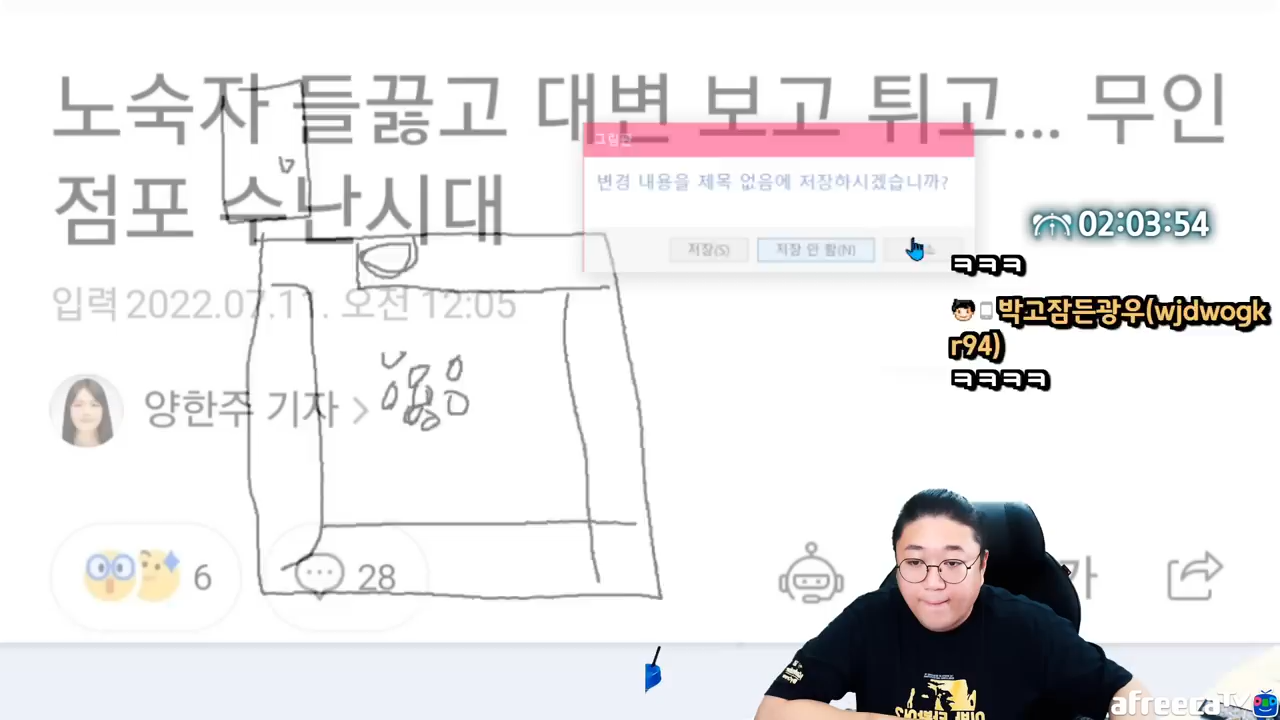 노숙자 들끓고 대변 보고 튀고... 무인
점포 수난시대
그림판
변경 내용을 제목 없음에 저장하시겠습니까?
저장(S)
저장 안 함(N)
02:03:54
ㅋㅋㅋ
박고잠든광우(wjdwogk
r94)
ㅋㅋㅋㅋ
입력 2022.07.11. 오전 12:05
양한주 기자 >
6
28
가
afreecaTV